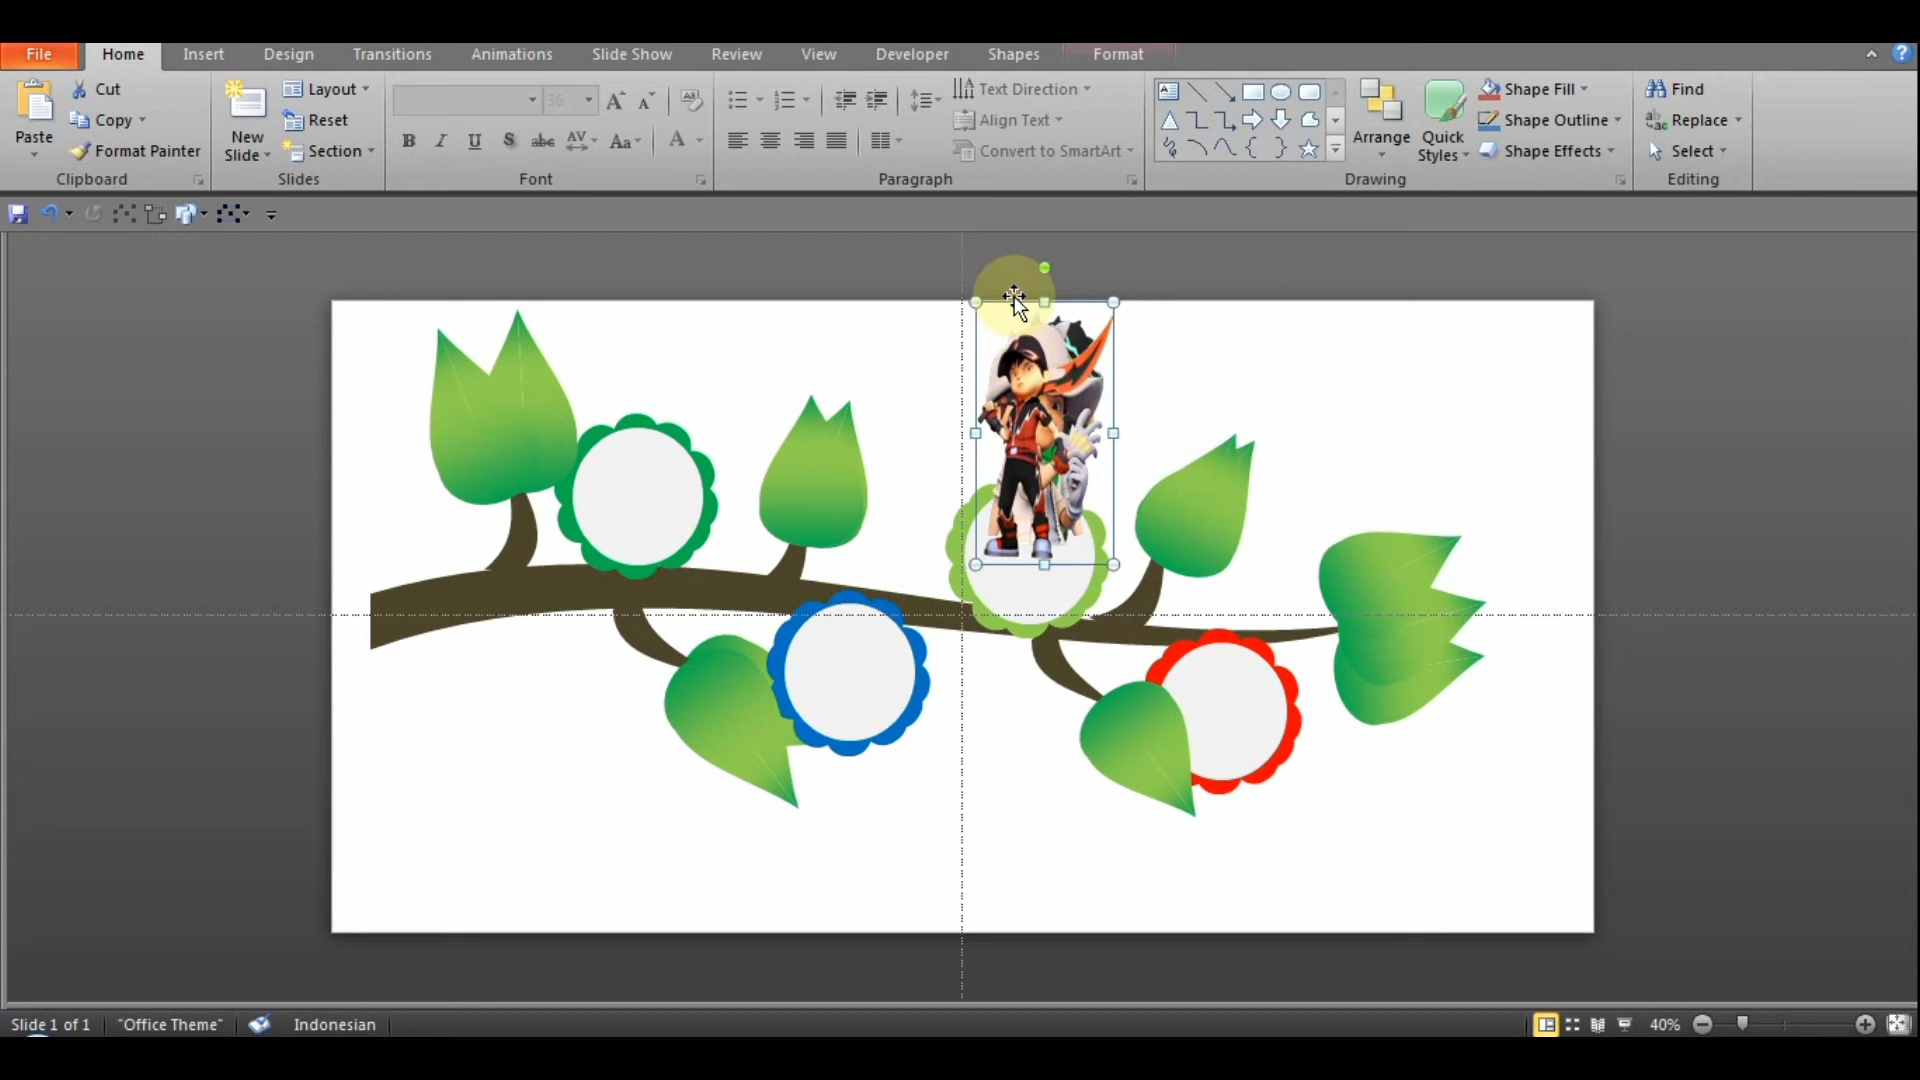 File Home Insert Design Transitions Animations Slide Show Review View Developer Shapes Format
Cut Layout 36 Text Direction Shape Fill Find
Copy Reset Align Text Shape Outline Replace
Paste New Arrange Quick
Format Painter Slide Section Convert to SmartArt Styles Shape Effects Select
Clipboard Slides Font Paragraph Drawing Editing
Slide 1 of 1 "Office Theme" Indonesian 40%